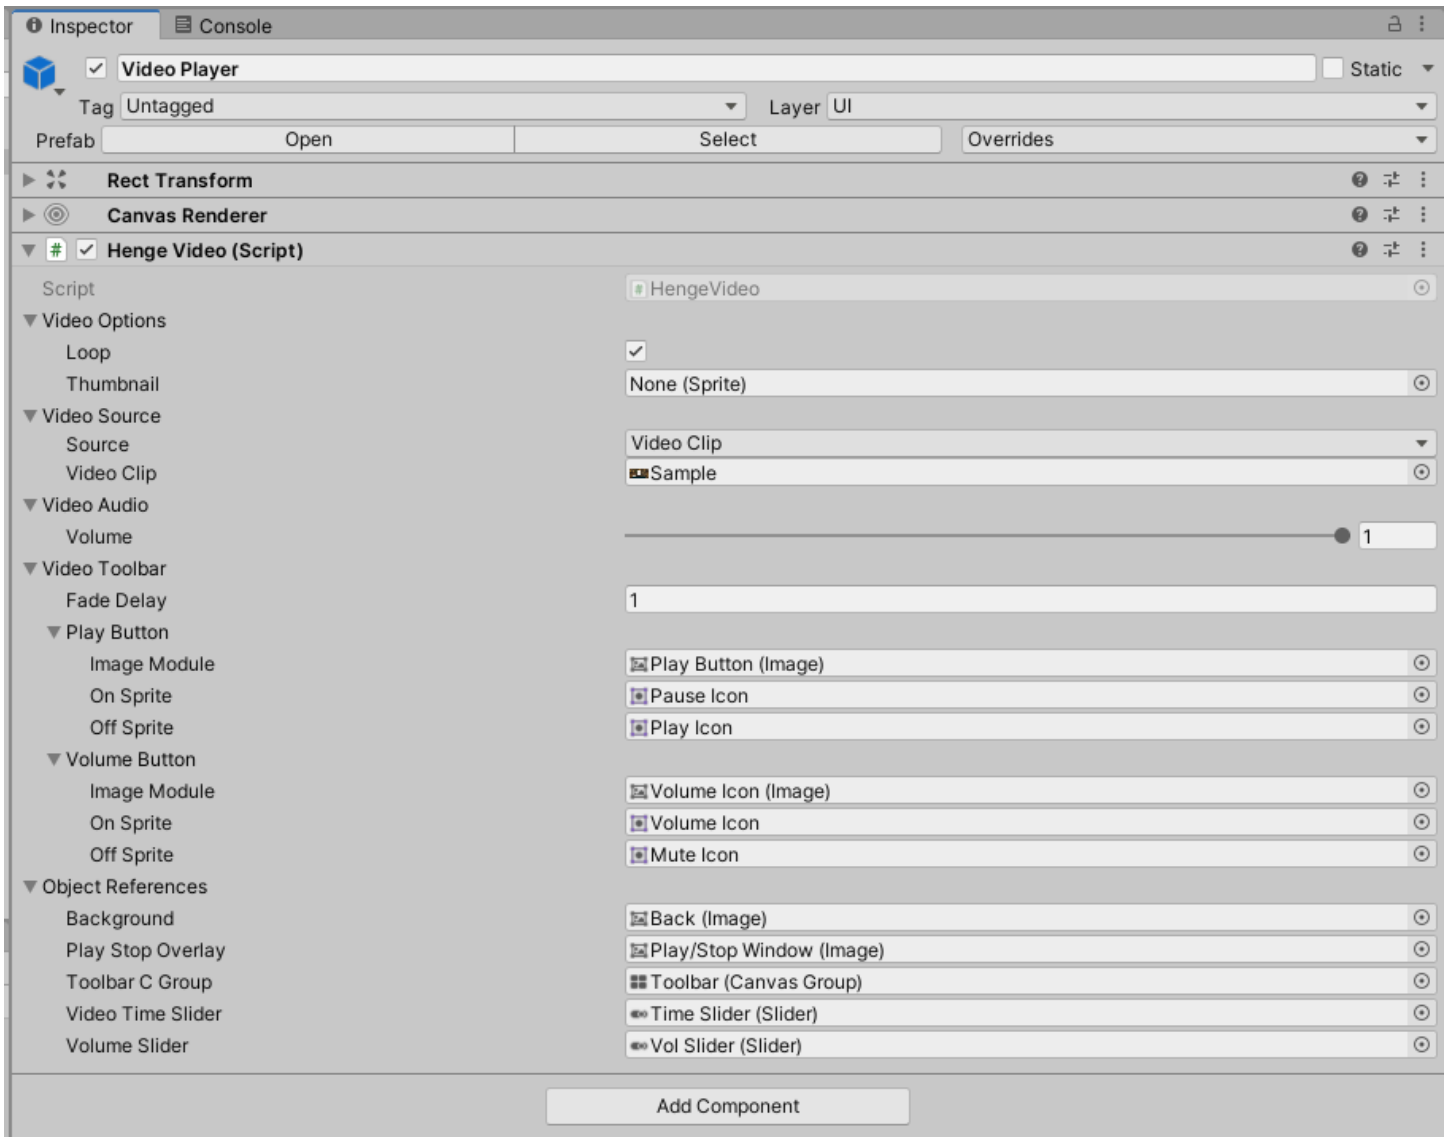 Inspector Console
Video Player Static
Tag Untagged Layer UI
Prefab Open Select Overrides
Rect Transform
Canvas Renderer
# Henge Video (Script)
Script # HengeVideo
Video Options
Loop
Thumbnail None (Sprite)
Video Source
Source Video Clip
Video Clip Sample
Video Audio
Volume 1
Video Toolbar
Fade Delay 1
Play Button
Image Module Play Button (Image)
On Sprite Pause Icon
Off Sprite Play Icon
Volume Button
Image Module Volume Icon (Image)
On Sprite Volume Icon
Off Sprite Mute Icon
Object References
Background Back (Image)
Play Stop Overlay Play/Stop Window (Image)
Toolbar C Group Toolbar (Canvas Group)
Video Time Slider Time Slider (Slider)
Volume Slider Vol Slider (Slider)
Add Component